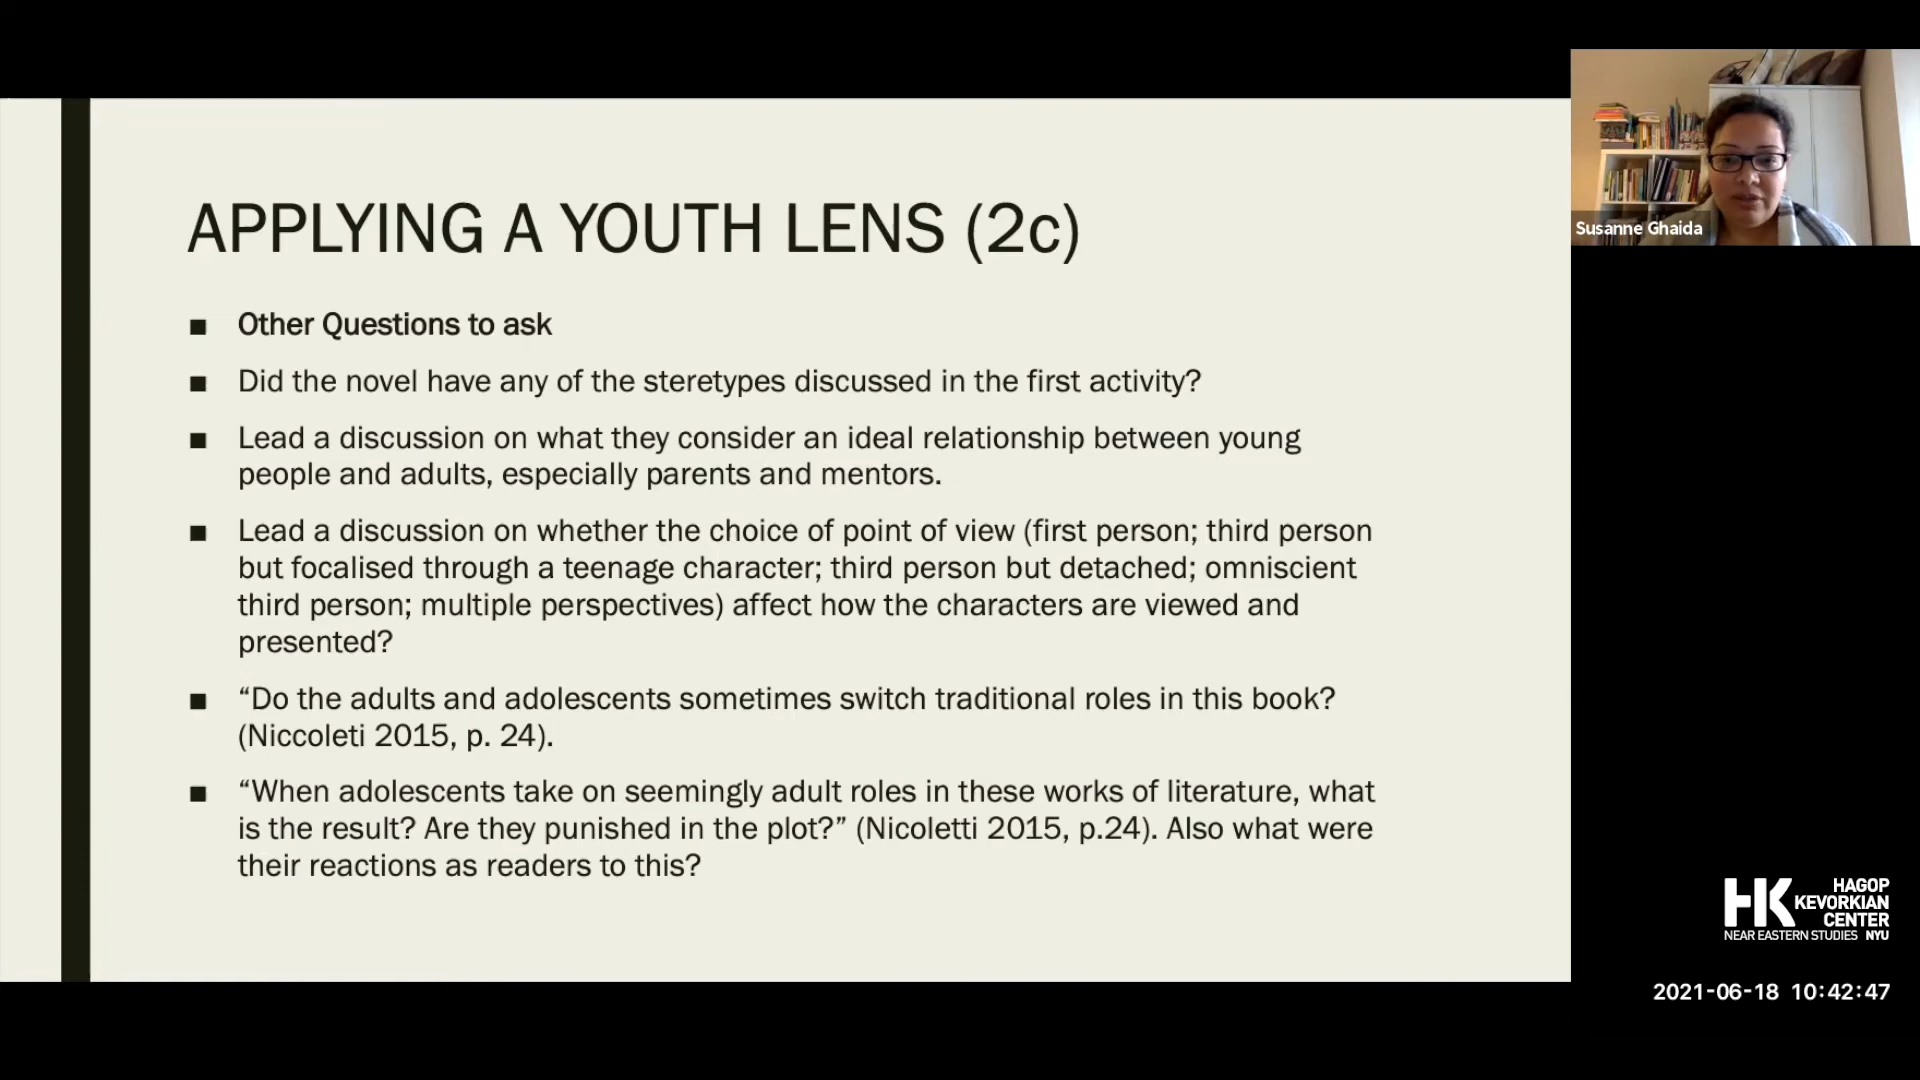 APPLYING A YOUTH LENS (2c)
■ Other Questions to ask
■ Did the novel have any of the steretypes discussed in the first activity?
■ Lead a discussion on what they consider an ideal relationship between young
people and adults, especially parents and mentors.
■ Lead a discussion on whether the choice of point of view (first person; third person
but focalised through a teenage character; third person but detached; omniscient
third person; multiple perspectives) affect how the characters are viewed and
presented?
■ “Do the adults and adolescents sometimes switch traditional roles in this book?
(Niccoleti 2015, p. 24).
■ “When adolescents take on seemingly adult roles in these works of literature, what
is the result? Are they punished in the plot?” (Nicoletti 2015, p.24). Also what were
their reactions as readers to this?
Susanne Ghaida
HK HAGOP
KEVORKIAN
CENTER
NEAR EASTERN STUDIES NYU
2021-06-18 10:42:47